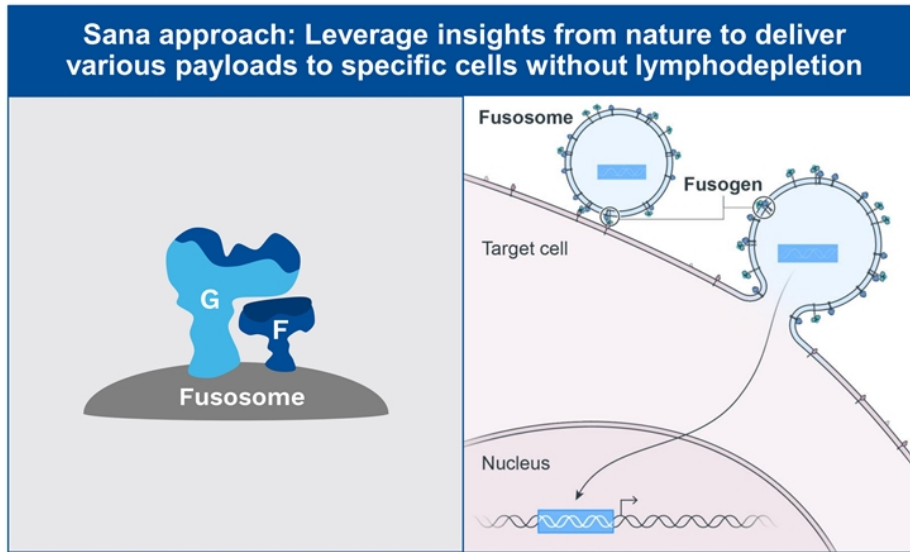 Sana approach: Leverage insights from nature to deliver
various payloads to specific cells without lymphodepletion
G
F
Fusosome
Fusosome
Fusogen
Target cell
Nucleus